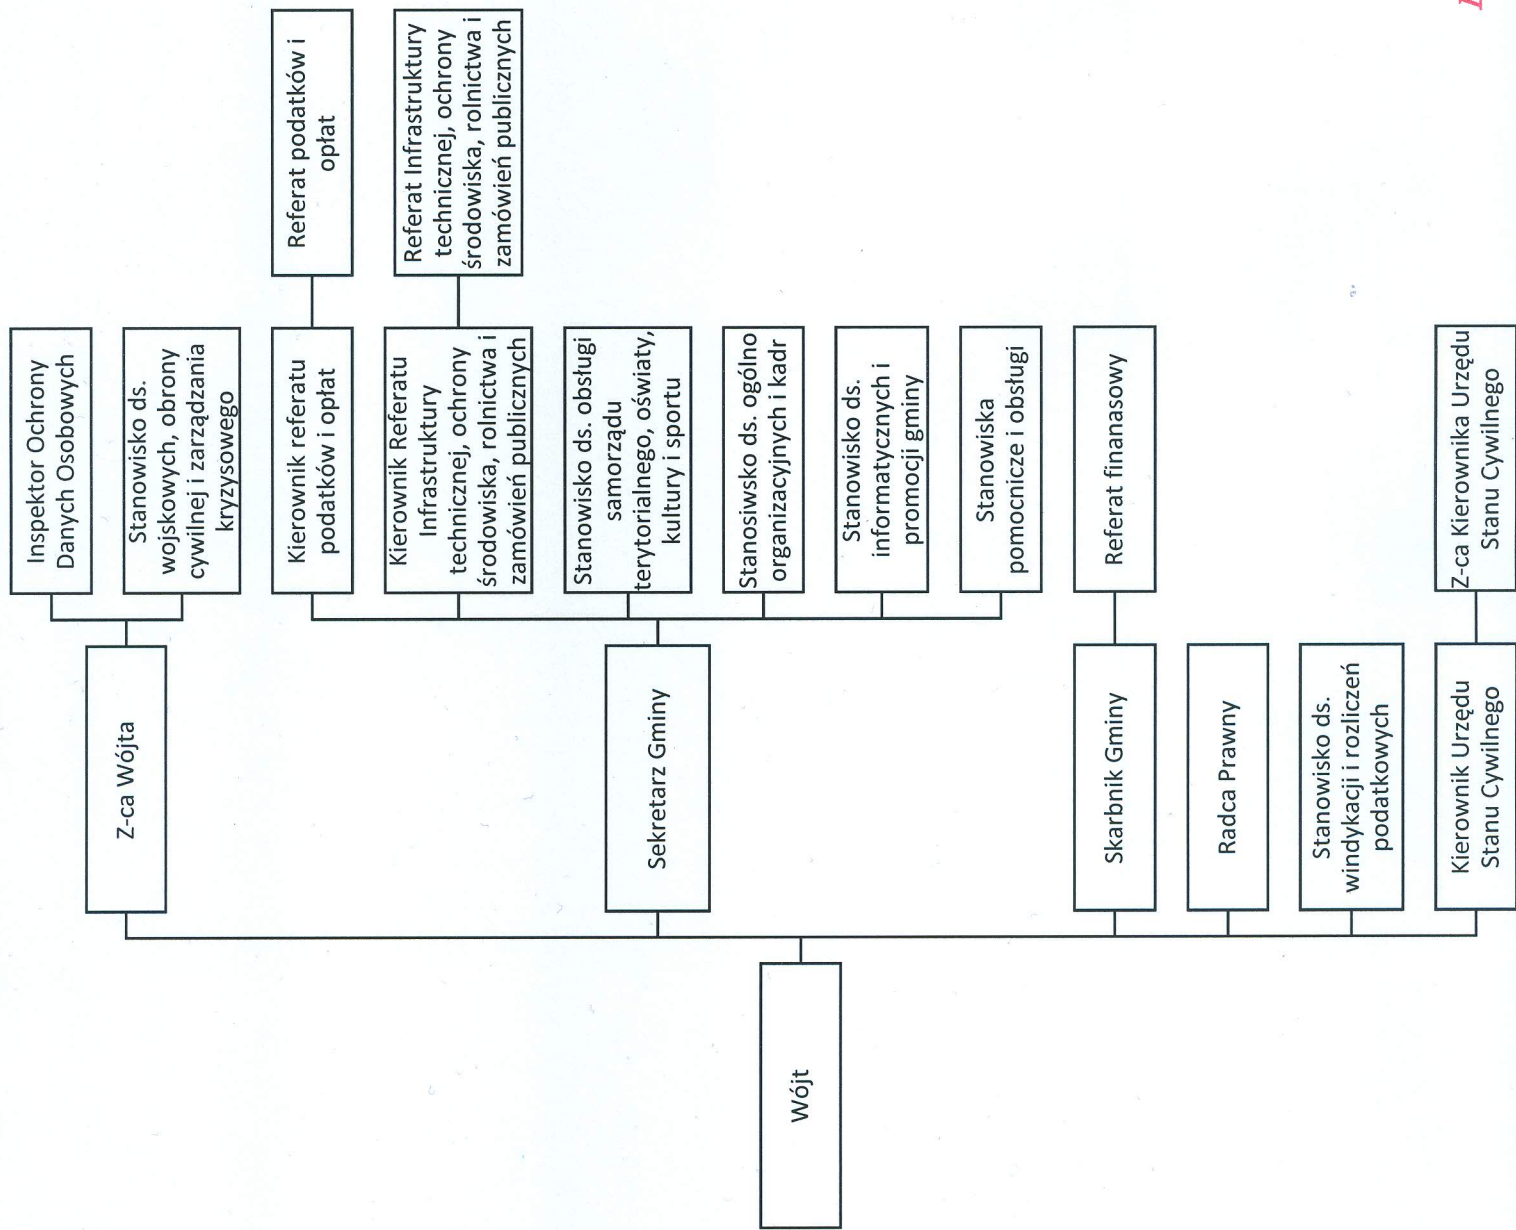 Wójt
Z-ca Wójta
Inspektor Ochrony
Danych Osobowych
Stanowisko ds.
wojskowych, obrony
cywilnej i zarządzania
kryzysowego
Sekretarz Gminy
Kierownik referatu
podatków i opłat
Referat podatków i
opłat
Kierownik Referatu
Infrastruktury
technicznej, ochrony
środowiska, rolnictwa i
zamówień publicznych
Referat Infrastruktury
technicznej, ochrony
środowiska, rolnictwa i
zamówień publicznych
Stanowisko ds. obsługi
samorządu
terytorialnego, oświaty,
kultury i sportu
Stanosiwsko ds. ogólno
organizacyjnych i kadr
Stanowisko ds.
informatycznych i
promocji gminy
Stanowiska
pomocnicze i obsługi
Skarbnik Gminy
Referat finanasowy
Radca Prawny
Stanowisko ds.
windykacji i rozliczeń
podatkowych
Kierownik Urzędu
Stanu Cywilnego
Z-ca Kierownika Urzędu
Stanu Cywilnego